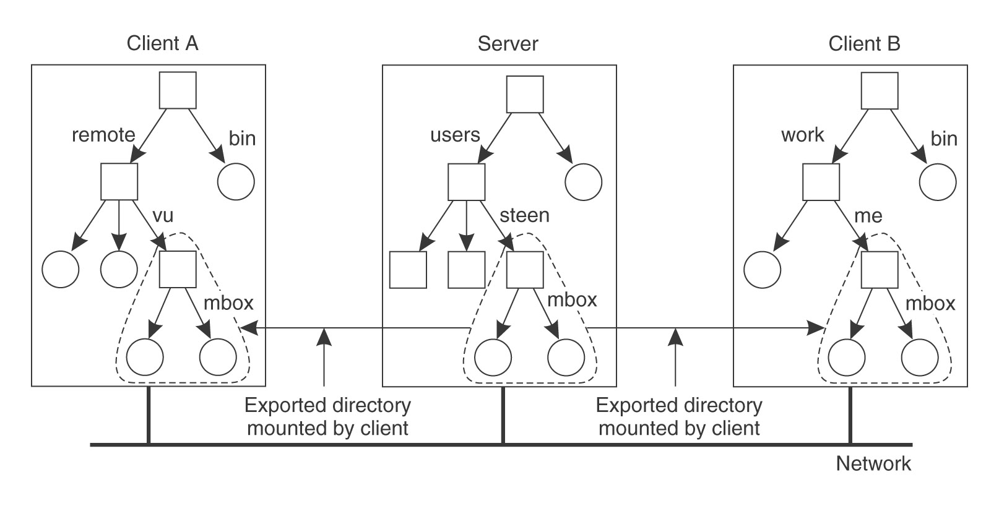 Client A
Server
Client B
remote
bin
users
work
bin
vu
steen
me
mbox
mbox
mbox
Exported directory
mounted by client
Exported directory
mounted by client
Network